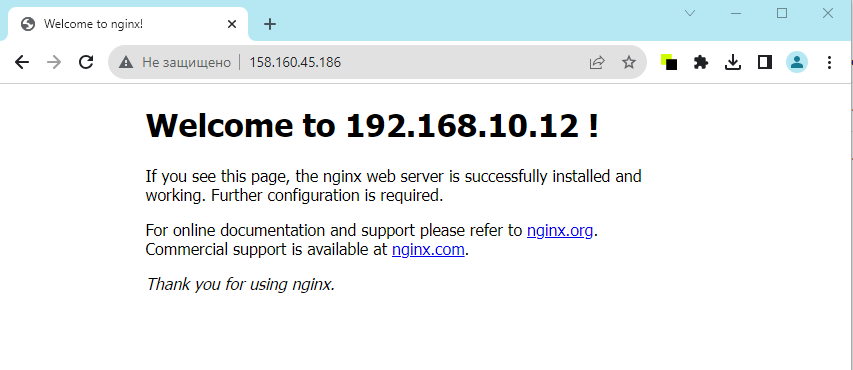 Welcome to nginx!
Не защищено 158.160.45.186
Welcome to 192.168.10.12 !
If you see this page, the nginx web server is successfully installed and
working. Further configuration is required.
For online documentation and support please refer to nginx.org.
Commercial support is available at nginx.com.
Thank you for using nginx.